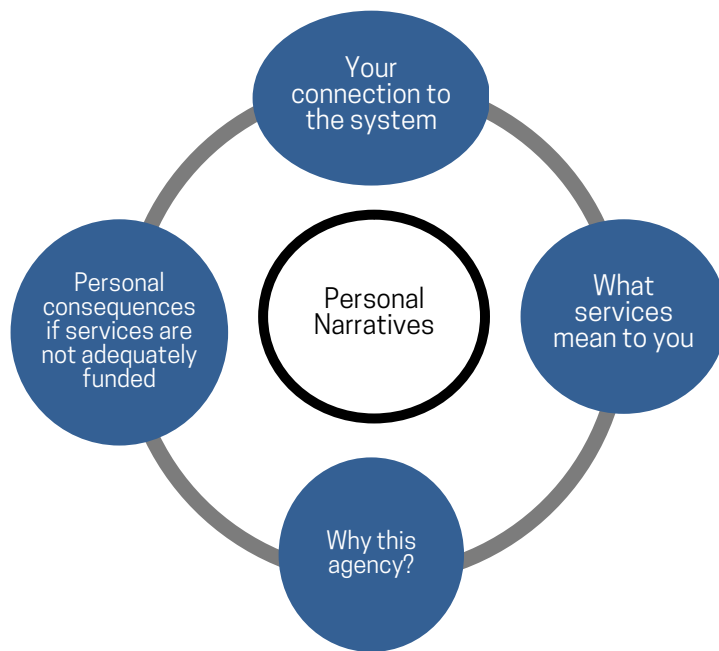 Your
connection to
the system
Personal
consequences
if services are
not adequately
funded
Personal
Narratives
What
services
mean to you
Why this
agency?